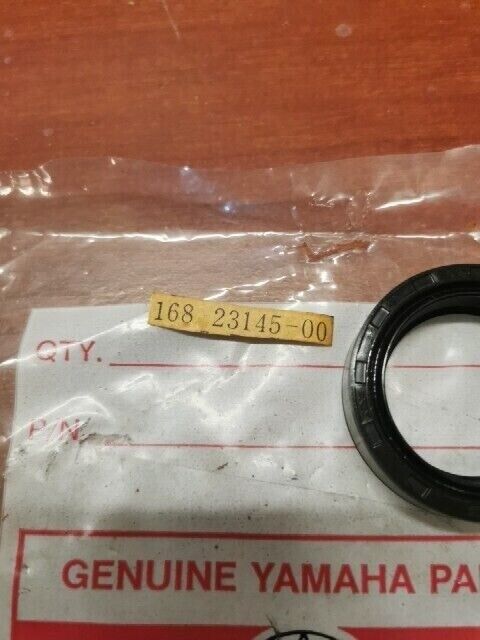 168 23145-00
QTY.
P/N.
GENUINE YAMAHA PA